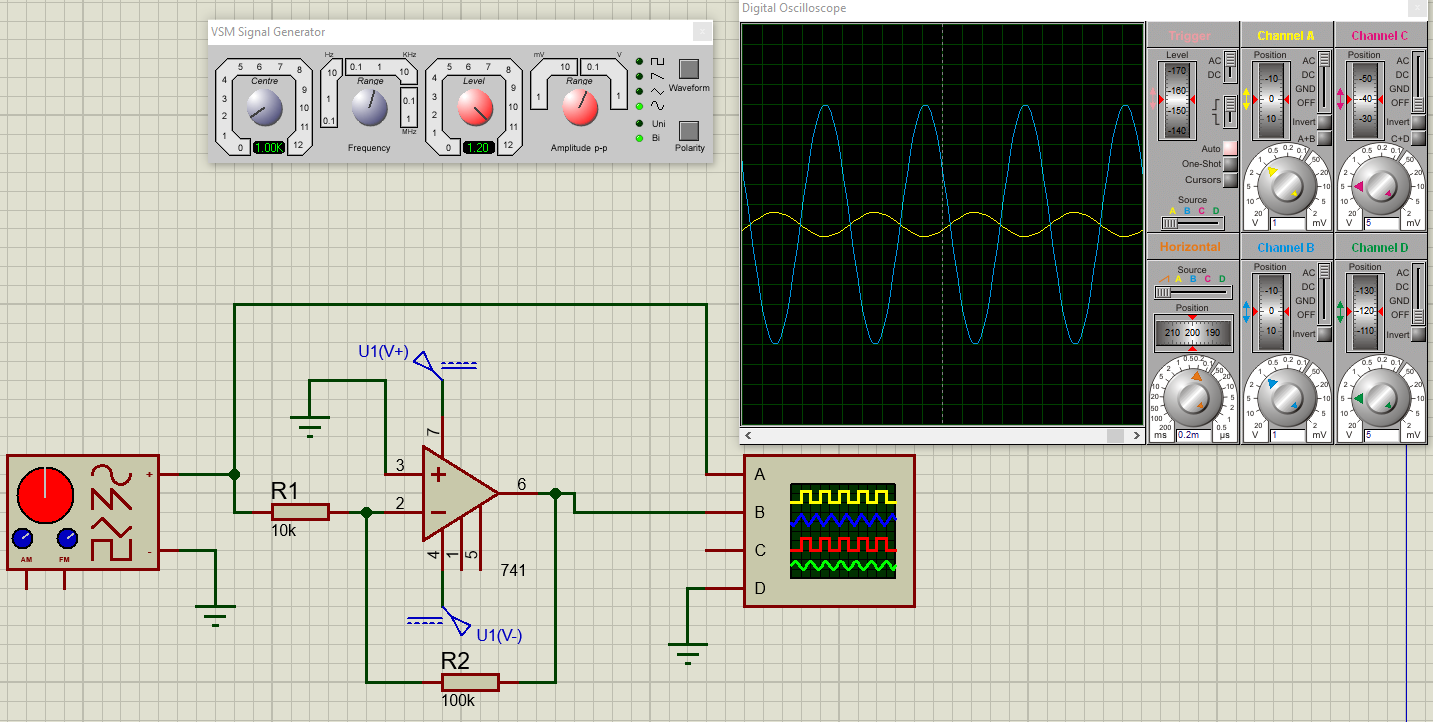 VSM Signal Generator
5 6 7 8
4 Centre 9
3 10
2 11
1 12
0 1.00K
Hz KHz
10 0.1 1 10
Range
1 0.1
0.1 1
MHz
Frequency
5 6 7 8
4 Level 9
3 10
2 11
1 12
0 1.20
mV V
10 0.1
Range
1 1
Amplitude p-p
Waveform
Uni
Bi
Polarity
Digital Oscilloscope
Trigger
Level
AC
DC
-170
-160
-150
-140
Auto
One-Shot
Cursors
Source
A B C D
Channel A
Position
AC
DC
GND
OFF
-10
0
10
Invert
A+B
V 1 mV
Channel C
Position
AC
DC
GND
OFF
-50
-40
-30
Invert
C+D
V 5 mV
Horizontal
Source
A B C D
Position
210 200 190
ms 0.2m µs
Channel B
Position
AC
DC
GND
OFF
-10
0
10
Invert
V 1 mV
Channel D
Position
AC
DC
GND
OFF
-130
-120
-110
Invert
V 5 mV
U1(V+)
7
3
2
6
4
1
5
741
U1(V-)
R1
10k
R2
100k
+
-
AM FM
A
B
C
D